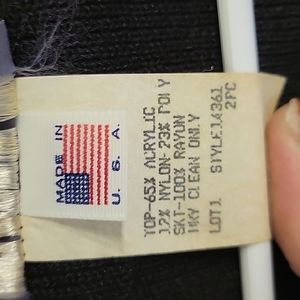 MADE IN
U. S. A.
TOP-65% ACRYLIC
12% NYLON-23% POLY
SKT-100% RAYON
DRY CLEAN ONLY
LOT1 STYLE14361
2PC